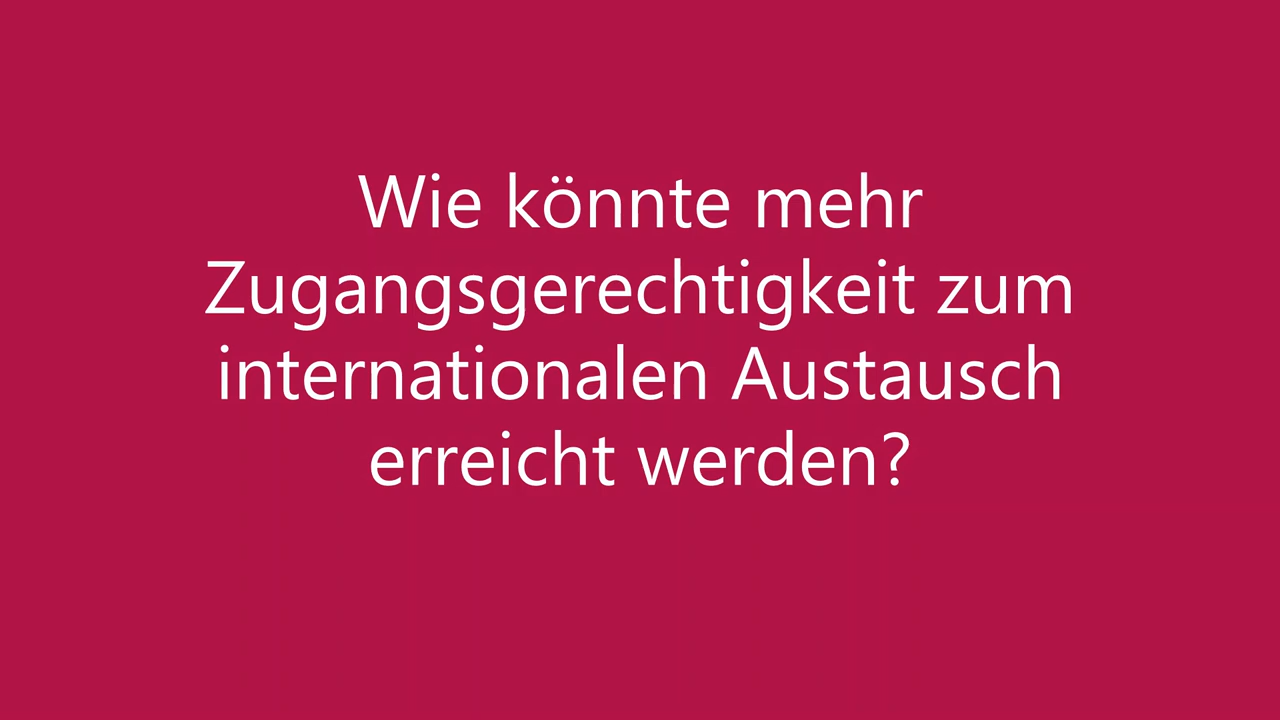 Wie könnte mehr
Zugangsgerechtigkeit zum
internationalen Austausch
erreicht werden?